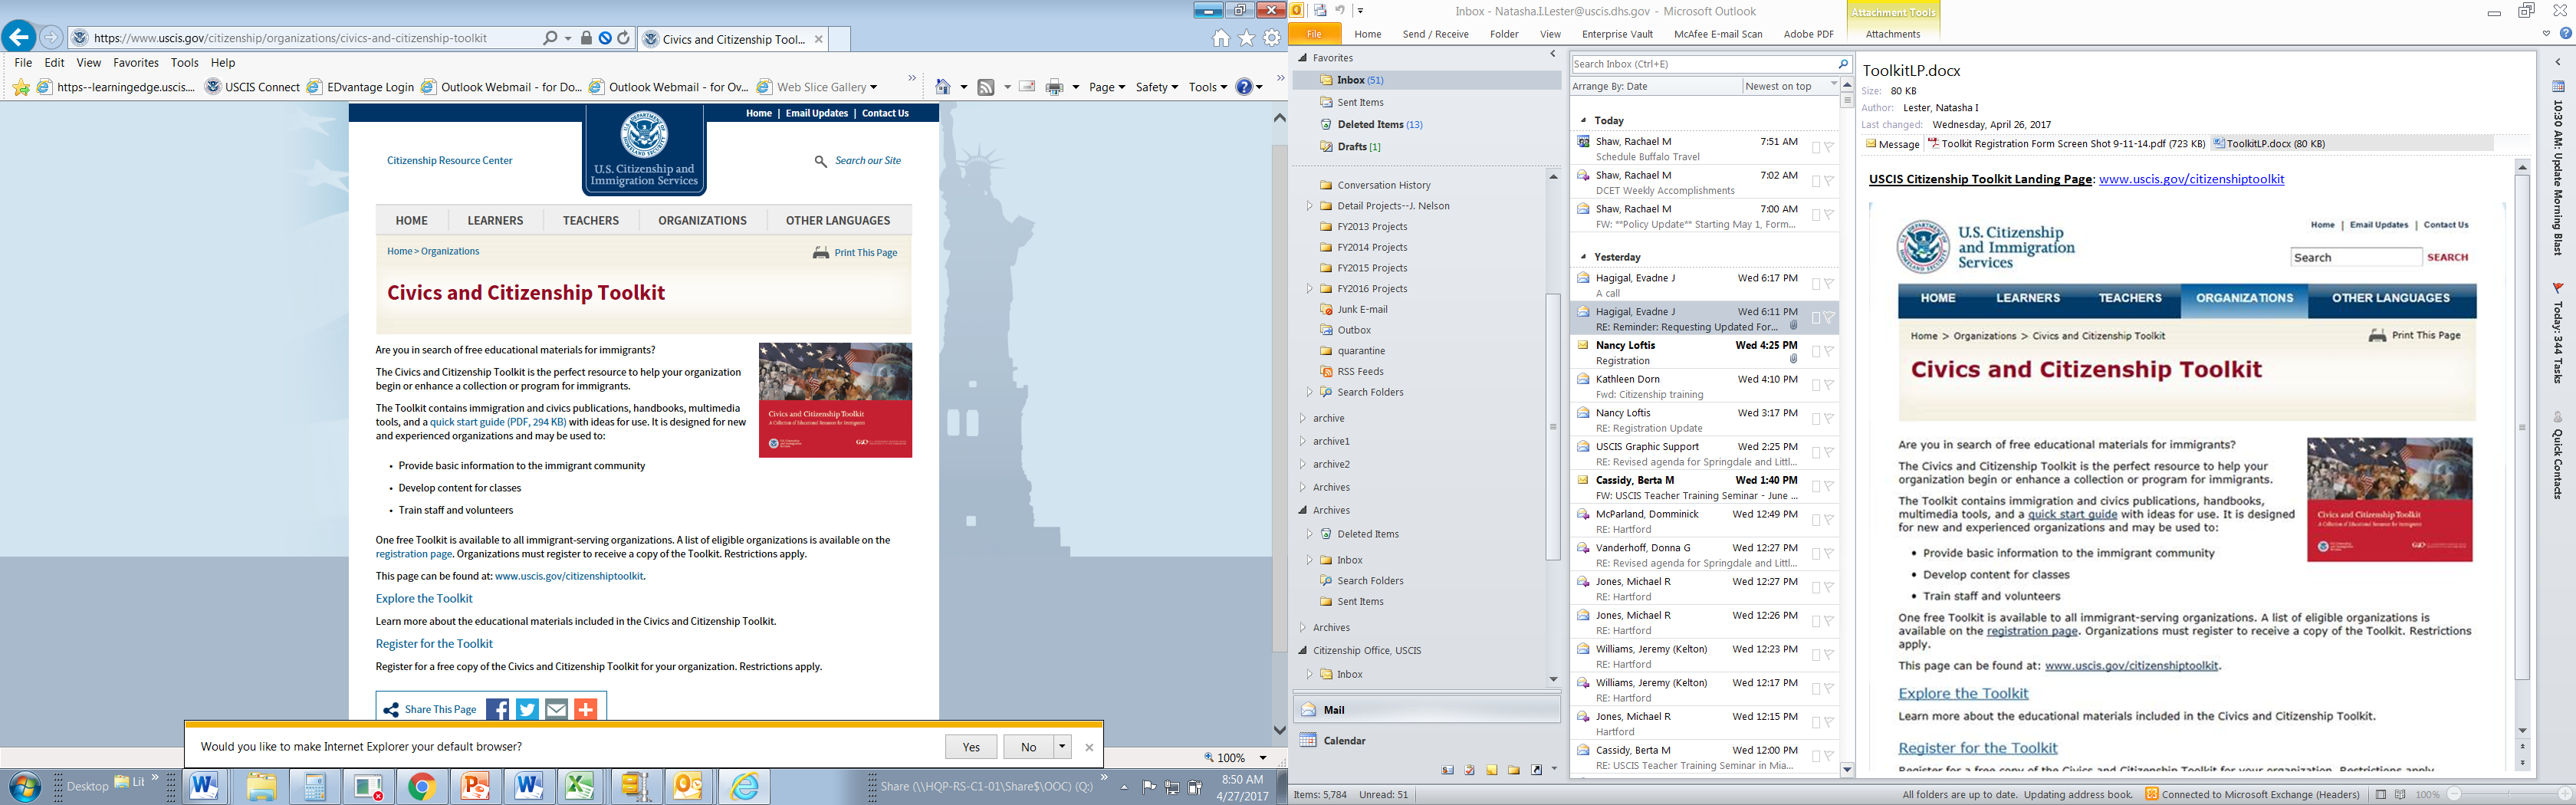 https://www.uscis.gov/citizenship/organizations/civics-and-citizenship-toolkit
Civics and Citizenship Tool...
File Edit View Favorites Tools Help
https--learningedge.uscis.... USCIS Connect EDvantage Login Outlook Webmail - for Do... Outlook Webmail - for Ov... Web Slice Gallery
Page Safety Tools
Home | Email Updates | Contact Us
Citizenship Resource Center
U.S. Citizenship and
Immigration Services
Search our Site
HOME LEARNERS TEACHERS ORGANIZATIONS OTHER LANGUAGES
Home > Organizations
Print This Page
Civics and Citizenship Toolkit
Are you in search of free educational materials for immigrants?
The Civics and Citizenship Toolkit is the perfect resource to help your organization
begin or enhance a collection or program for immigrants.
The Toolkit contains immigration and civics publications, handbooks, multimedia
tools, and a quick start guide (PDF, 294 KB) with ideas for use. It is designed for new
and experienced organizations and may be used to:
• Provide basic information to the immigrant community
• Develop content for classes
• Train staff and volunteers
Civics and Citizenship Toolkit
A Collection of Educational Resources for Immigrants
One free Toolkit is available to all immigrant-serving organizations. A list of eligible organizations is available on the
registration page. Organizations must register to receive a copy of the Toolkit. Restrictions apply.
This page can be found at: www.uscis.gov/citizenshiptoolkit.
Explore the Toolkit
Learn more about the educational materials included in the Civics and Citizenship Toolkit.
Register for the Toolkit
Register for a free copy of the Civics and Citizenship Toolkit for your organization. Restrictions apply.
Share This Page
Would you like to make Internet Explorer your default browser?
Yes No
100%
Desktop Lil
Share (\\HQP-RS-C1-01\Share$\OOC) (Q:)
8:50 AM
4/27/2017
Inbox - Natasha.I.Lester@uscis.dhs.gov - Microsoft Outlook
Attachment Tools
File Home Send / Receive Folder View Enterprise Vault McAfee E-mail Scan Adobe PDF Attachments
Favorites
Inbox (51)
Sent Items
Deleted Items (13)
Drafts [1]
Conversation History
Detail Projects--J. Nelson
FY2013 Projects
FY2014 Projects
FY2015 Projects
FY2016 Projects
Junk E-mail
Outbox
quarantine
RSS Feeds
Search Folders
archive
archive1
archive2
Archives
Archives
Deleted Items
Inbox
Search Folders
Sent Items
Archives
Citizenship Office, USCIS
Inbox
Mail
Calendar
Search Inbox (Ctrl+E)
Arrange By: Date Newest on top
Today
Shaw, Rachael M 7:51 AM
Schedule Buffalo Travel
Shaw, Rachael M 7:02 AM
DCET Weekly Accomplishments
Shaw, Rachael M 7:00 AM
FW: **Policy Update** Starting May 1, Form...
Yesterday
Hagigal, Evadne J Wed 6:17 PM
A call
Hagigal, Evadne J Wed 6:11 PM
RE: Reminder: Requesting Updated For...
Nancy Loftis Wed 4:25 PM
Registration
Kathleen Dorn Wed 4:10 PM
Fwd: Citizenship training
Nancy Loftis Wed 3:17 PM
RE: Registration Update
USCIS Graphic Support Wed 2:25 PM
RE: Revised agenda for Springdale and Littl...
Cassidy, Berta M Wed 1:40 PM
FW: USCIS Teacher Training Seminar - June ...
McParland, Domminick Wed 12:49 PM
RE: Hartford
Vanderhoff, Donna G Wed 12:27 PM
RE: Revised agenda for Springdale and Littl...
Jones, Michael R Wed 12:27 PM
RE: Hartford
Jones, Michael R Wed 12:26 PM
RE: Hartford
Williams, Jeremy (Kelton) Wed 12:23 PM
RE: Hartford
Williams, Jeremy (Kelton) Wed 12:17 PM
RE: Hartford
Jones, Michael R Wed 12:15 PM
Hartford
Cassidy, Berta M Wed 12:00 PM
RE: USCIS Teacher Training Seminar in Mia...
ToolkitLP.docx
Size: 80 KB
Author: Lester, Natasha I
Last changed: Wednesday, April 26, 2017
Message Toolkit Registration Form Screen Shot 9-11-14.pdf (723 KB) ToolkitLP.docx (80 KB)
USCIS Citizenship Toolkit Landing Page: www.uscis.gov/citizenshiptoolkit
Home | Email Updates | Contact Us
U.S. Citizenship
and Immigration
Services
Search SEARCH
HOME LEARNERS TEACHERS ORGANIZATIONS OTHER LANGUAGES
Home > Organizations > Civics and Citizenship Toolkit
Print This Page
Civics and Citizenship Toolkit
Are you in search of free educational materials for immigrants?
The Civics and Citizenship Toolkit is the perfect resource to help your
organization begin or enhance a collection or program for immigrants.
The Toolkit contains immigration and civics publications, handbooks,
multimedia tools, and a quick start guide with ideas for use. It is designed
for new and experienced organizations and may be used to:
• Provide basic information to the immigrant community
• Develop content for classes
• Train staff and volunteers
Civics and Citizenship Toolkit
A Collection of Educational Resources for Immigrants
One free Toolkit is available to all immigrant-serving organizations. A list of eligible organizations is
available on the registration page. Organizations must register to receive a copy of the Toolkit. Restrictions
apply.
This page can be found at: www.uscis.gov/citizenshiptoolkit.
Explore the Toolkit
Learn more about the educational materials included in the Civics and Citizenship Toolkit.
Register for the Toolkit
Register for a free copy of the Civics and Citizenship Toolkit for your organization. Restrictions apply.
10:30 AM: Update Morning Blast
Today: 344 Tasks
Quick Contacts
Items: 5,784 Unread: 51
All folders are up to date. Updating address book. Connected to Microsoft Exchange (Headers) 100%